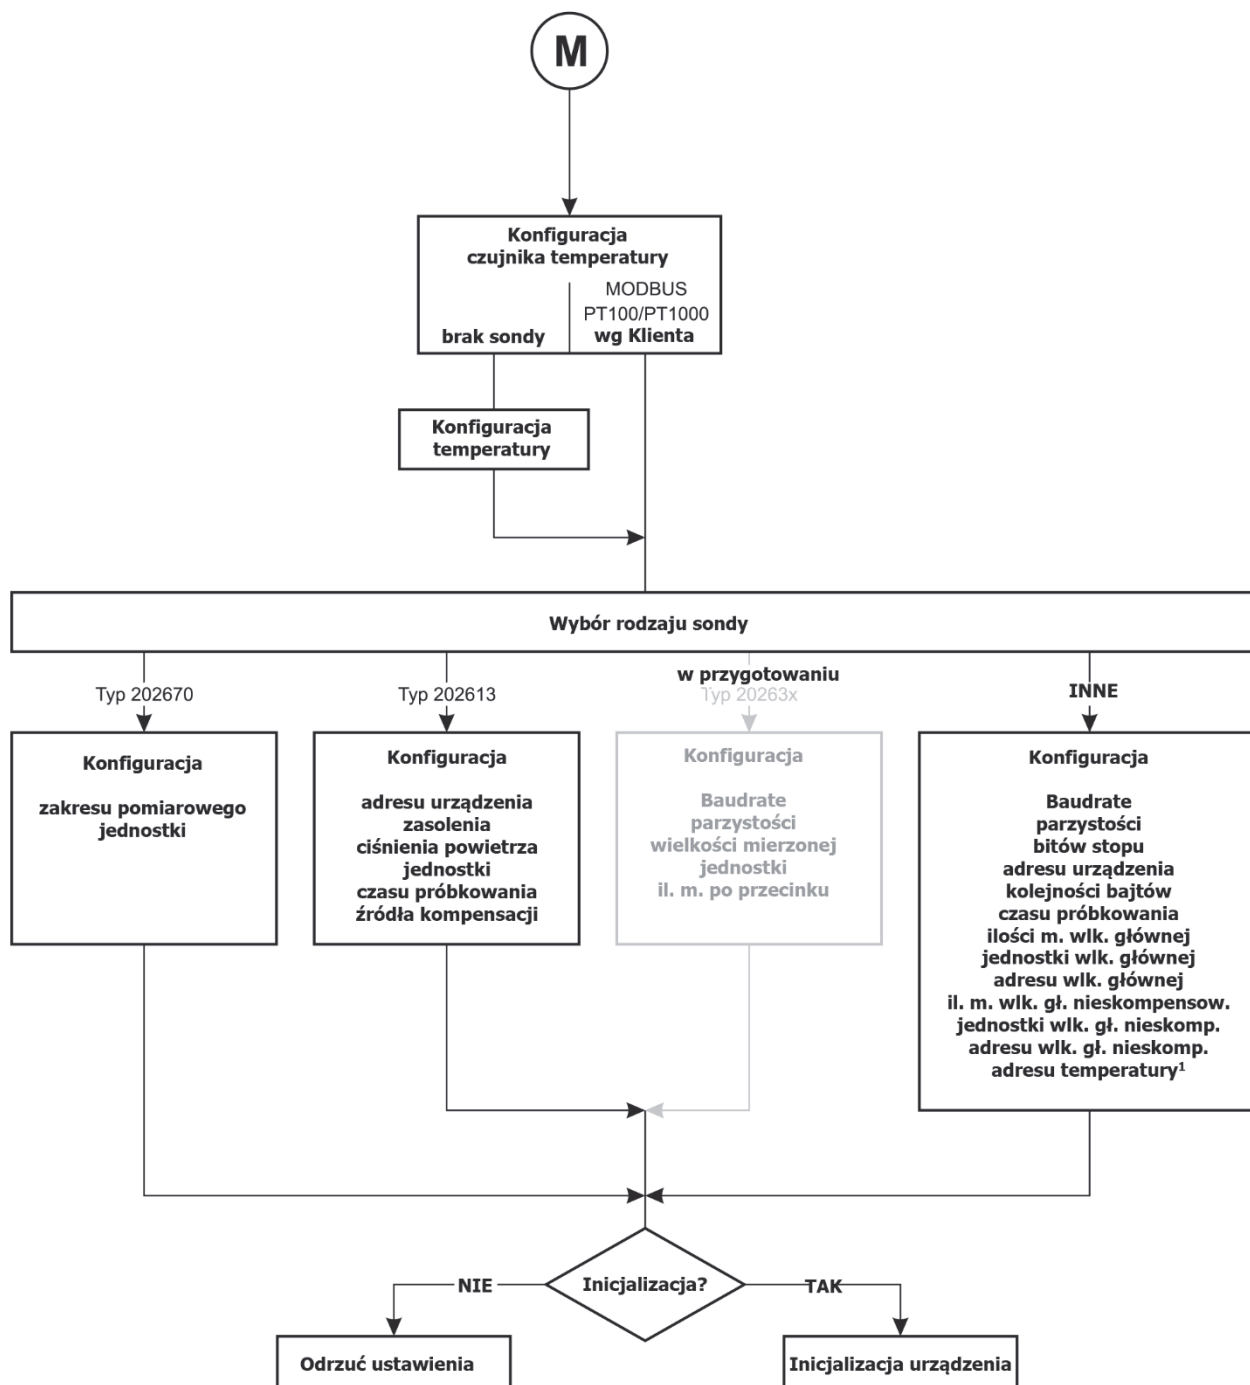 M
Konfiguracja
czujnika temperatury
MODBUS
PT100/PT1000
brak sondy
wg Klienta
Konfiguracja
temperatury
Wybór rodzaju sondy
Typ 202670
Typ 202613
w przygotowaniu
Typ 20263x
INNE
Konfiguracja
zakresu pomiarowego
jednostki
Konfiguracja
adresu urządzenia
zasolenia
ciśnienia powietrza
jednostki
czasu próbkowania
źródła kompensacji
Konfiguracja
Baudrate
parzystości
wielkości mierzonej
jednostki
il. m. po przecinku
Konfiguracja
Baudrate
parzystości
bitów stopu
adresu urządzenia
kolejności bajtów
czasu próbkowania
ilości m. wlk. głównej
jednostki wlk. głównej
adresu wlk. głównej
il. m. wlk. gł. nieskompensow.
jednostki wlk. gł. nieskomp.
adresu wlk. gł. nieskomp.
adresu temperatury¹
NIE
Inicjalizacja?
TAK
Odrzuć ustawienia
Inicjalizacja urządzenia